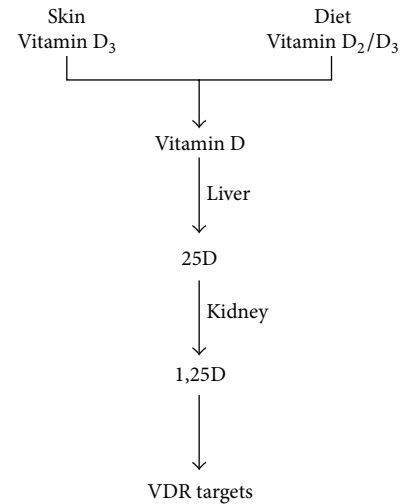 Skin
Vitamin D₃
Diet
Vitamin D₂/D₃
Vitamin D
Liver
25D
Kidney
1,25D
VDR targets